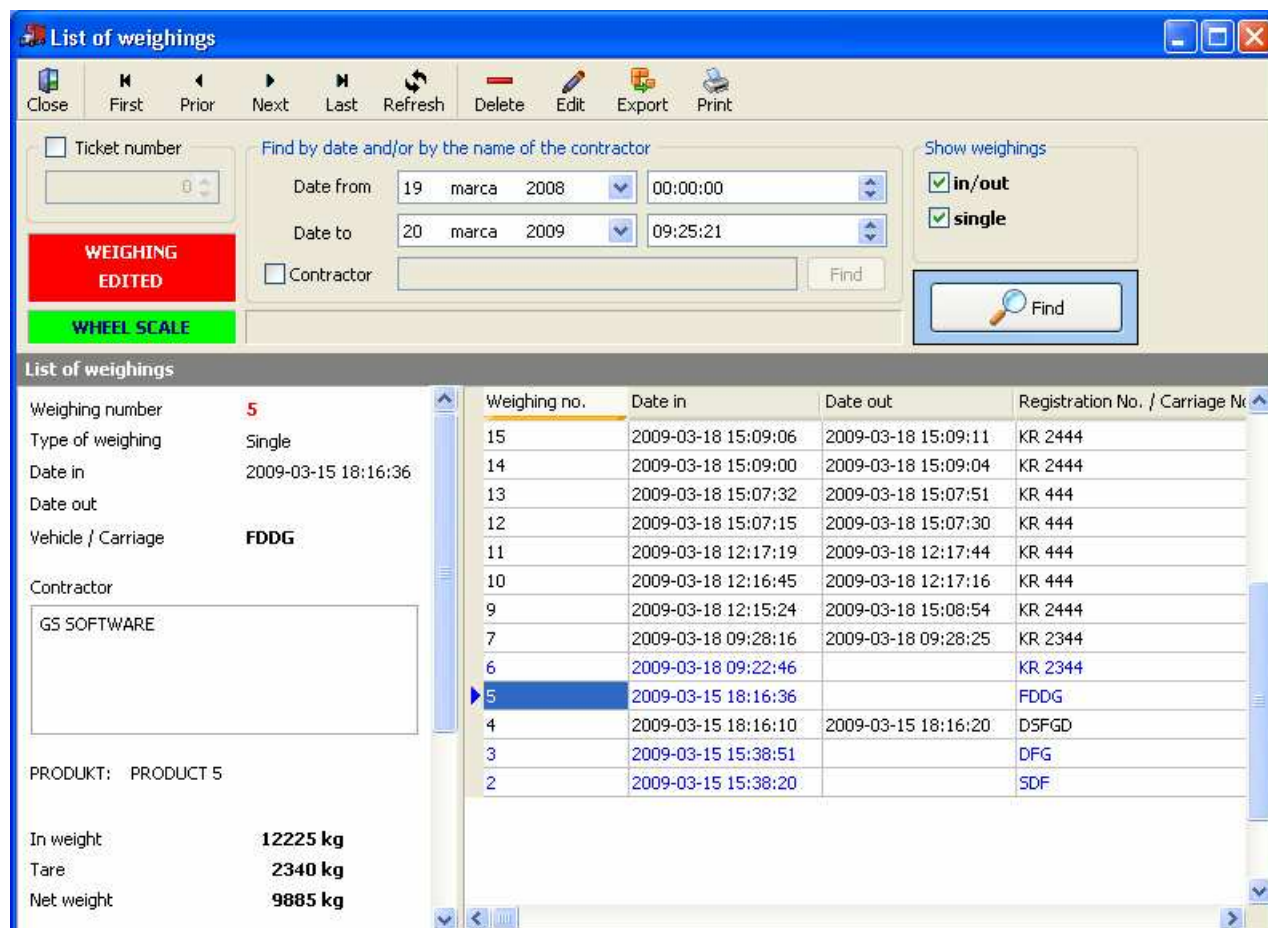 List of weighings
Close First Prior Next Last Refresh Delete Edit Export Print
Ticket number
0
WEIGHING
EDITED
WHEEL SCALE
Find by date and/or by the name of the contractor
Date from 19 marca 2008 00:00:00
Date to 20 marca 2009 09:25:21
Contractor Find
Show weighings
in/out
single
Find
List of weighings
Weighing number 5
Type of weighing Single
Date in 2009-03-15 18:16:36
Date out
Vehicle / Carriage FDDG
Contractor
GS SOFTWARE
PRODUKT: PRODUCT 5
In weight 12225 kg
Tare 2340 kg
Net weight 9885 kg
Weighing no. Date in Date out Registration No. / Carriage
15 2009-03-18 15:09:06 2009-03-18 15:09:11 KR 2444
14 2009-03-18 15:09:00 2009-03-18 15:09:04 KR 2444
13 2009-03-18 15:07:32 2009-03-18 15:07:51 KR 444
12 2009-03-18 15:07:15 2009-03-18 15:07:30 KR 444
11 2009-03-18 12:17:19 2009-03-18 12:17:44 KR 444
10 2009-03-18 12:16:45 2009-03-18 12:17:16 KR 444
9 2009-03-18 12:15:24 2009-03-18 15:08:54 KR 2444
7 2009-03-18 09:28:16 2009-03-18 09:28:25 KR 2344
6 2009-03-18 09:22:46 KR 2344
5 2009-03-15 18:16:36 FDDG
4 2009-03-15 18:16:10 2009-03-15 18:16:20 DSFGD
3 2009-03-15 15:38:51 DFG
2 2009-03-15 15:38:20 SDF